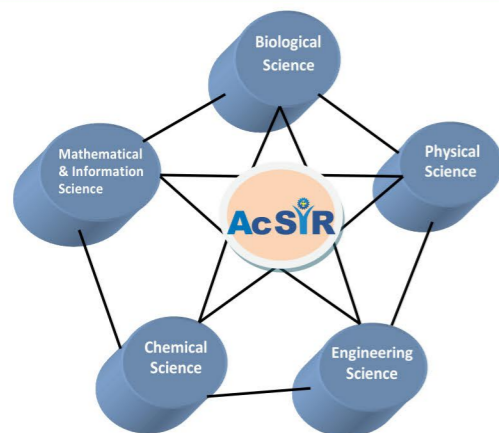 Biological
Science
Mathematical
& Information
Science
Physical
Science
AcSIR
Chemical
Science
Engineering
Science